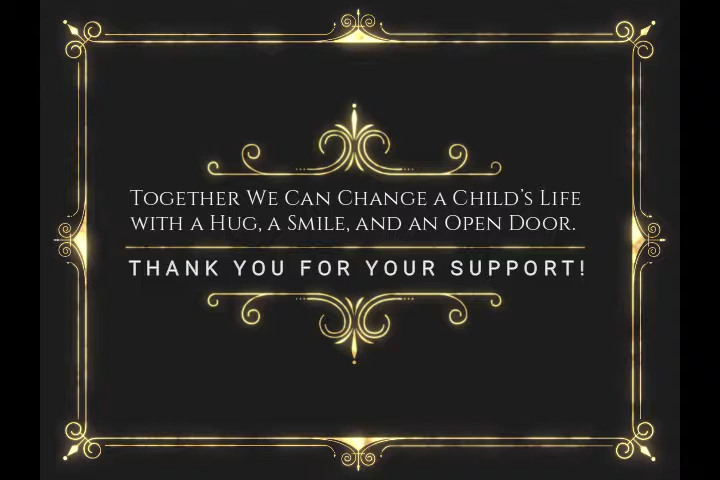 Together We Can Change a Child's Life
with a Hug, a Smile, and an Open Door.
THANK YOU FOR YOUR SUPPORT!